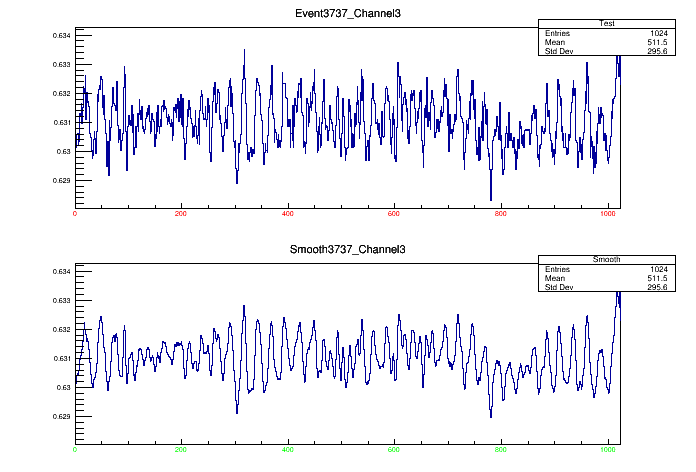 Event3737_Channel3
Test
Entries 1024
Mean 511.5
Std Dev 295.6
0.634
0.633
0.632
0.631
0.63
0.629
0 200 400 600 800 1000
Smooth3737_Channel3
Smooth
Entries 1024
Mean 511.5
Std Dev 295.6
0.634
0.633
0.632
0.631
0.63
0.629
0 200 400 600 800 1000